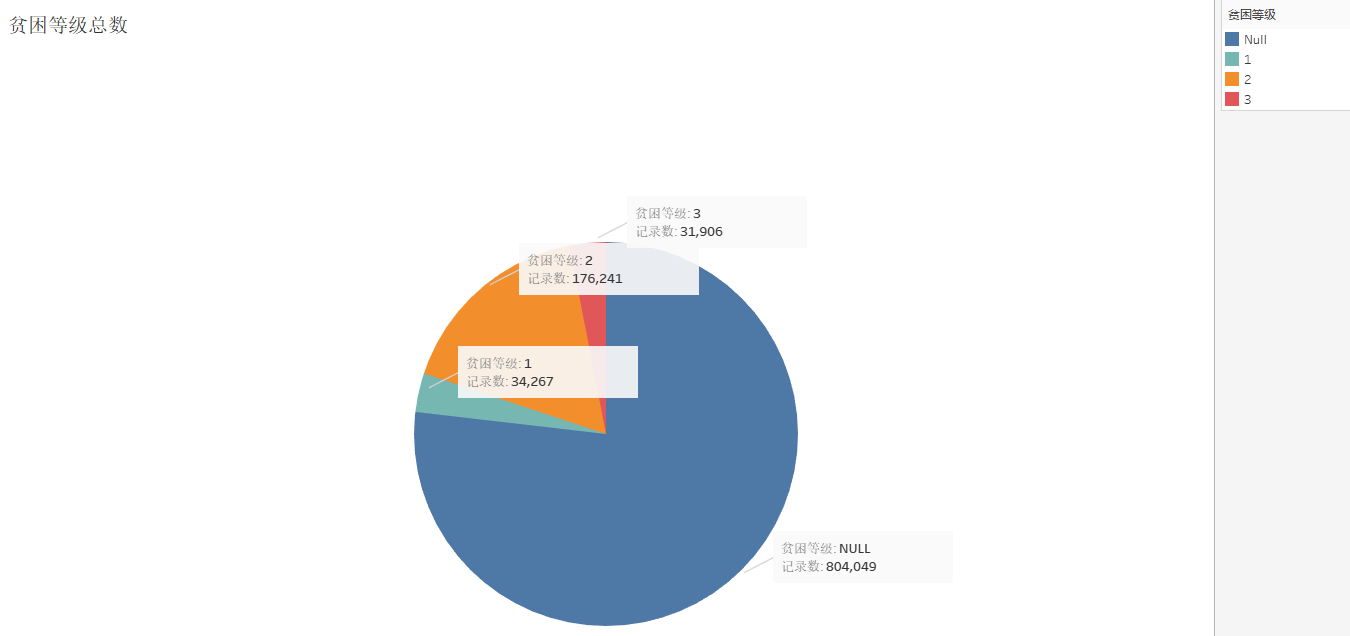 贫困等级总数
贫困等级
Null
1
2
3
贫困等级: 3
记录数: 31,906
贫困等级: 2
记录数: 176,241
贫困等级: 1
记录数: 34,267
贫困等级: NULL
记录数: 804,049